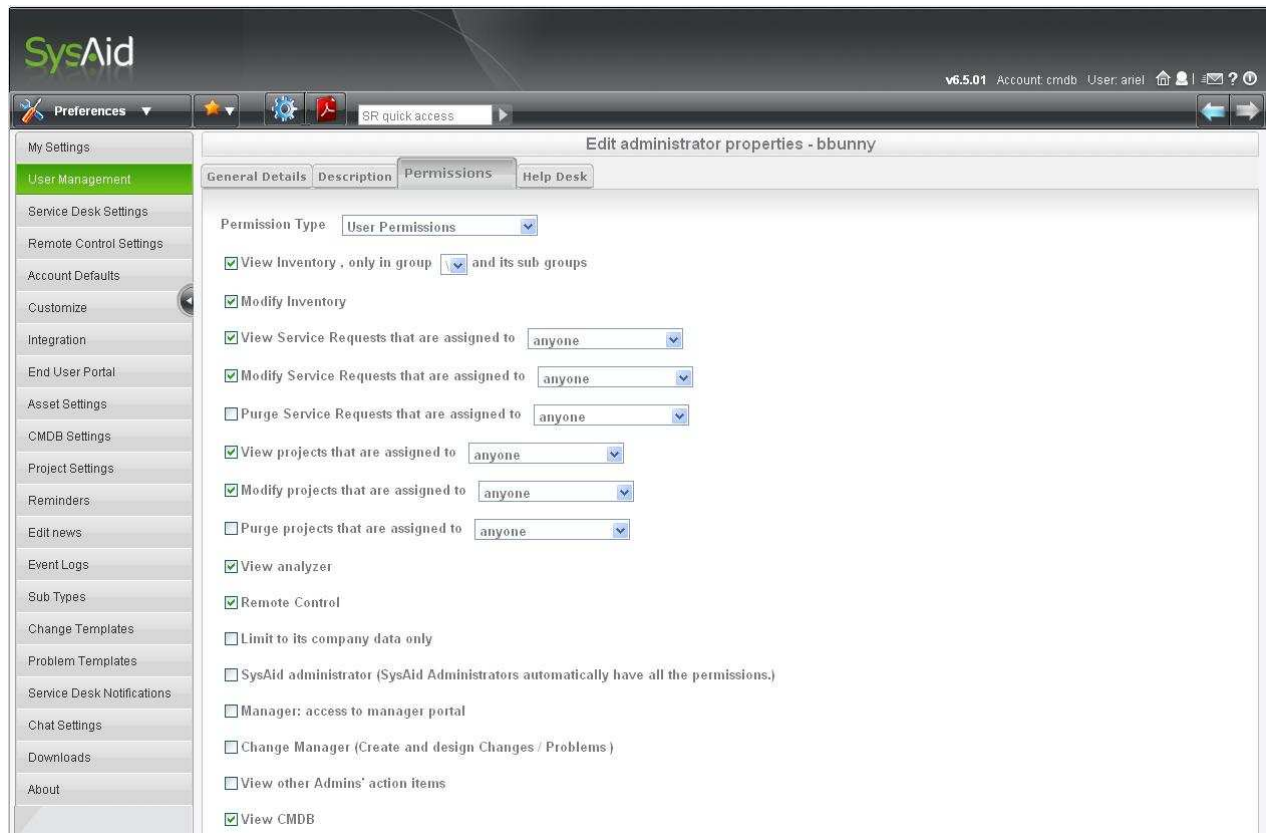 SysAid
v6.5.01 Account: cmdb User: ariel
Preferences
SR quick access
My Settings
User Management
Service Desk Settings
Remote Control Settings
Account Defaults
Customize
Integration
End User Portal
Asset Settings
CMDB Settings
Project Settings
Reminders
Edit news
Event Logs
Sub Types
Change Templates
Problem Templates
Service Desk Notifications
Chat Settings
Downloads
About
Edit administrator properties - bbunny
General Details Description Permissions Help Desk
Permission Type User Permissions
View Inventory , only in group \ and its sub groups
Modify Inventory
View Service Requests that are assigned to anyone
Modify Service Requests that are assigned to anyone
Purge Service Requests that are assigned to anyone
View projects that are assigned to anyone
Modify projects that are assigned to anyone
Purge projects that are assigned to anyone
View analyzer
Remote Control
Limit to its company data only
SysAid administrator (SysAid Administrators automatically have all the permissions.)
Manager: access to manager portal
Change Manager (Create and design Changes / Problems )
View other Admins' action items
View CMDB